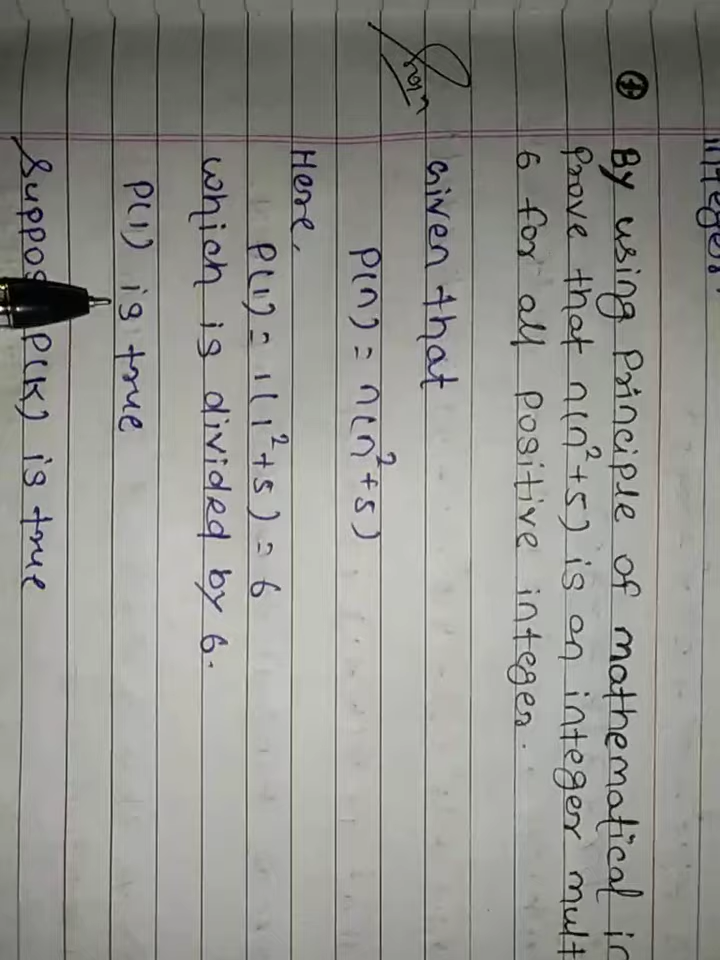 integer.
④ By using Principle of mathematical in
Prove that n(n²+5) is an integer mult
6 for all positive integer.
Soln
Given that
P(n) = n(n²+5)
Here,
P(1) = 1(1²+5) = 6
which is divided by 6.
P(1) is true
Suppos P(K) is true